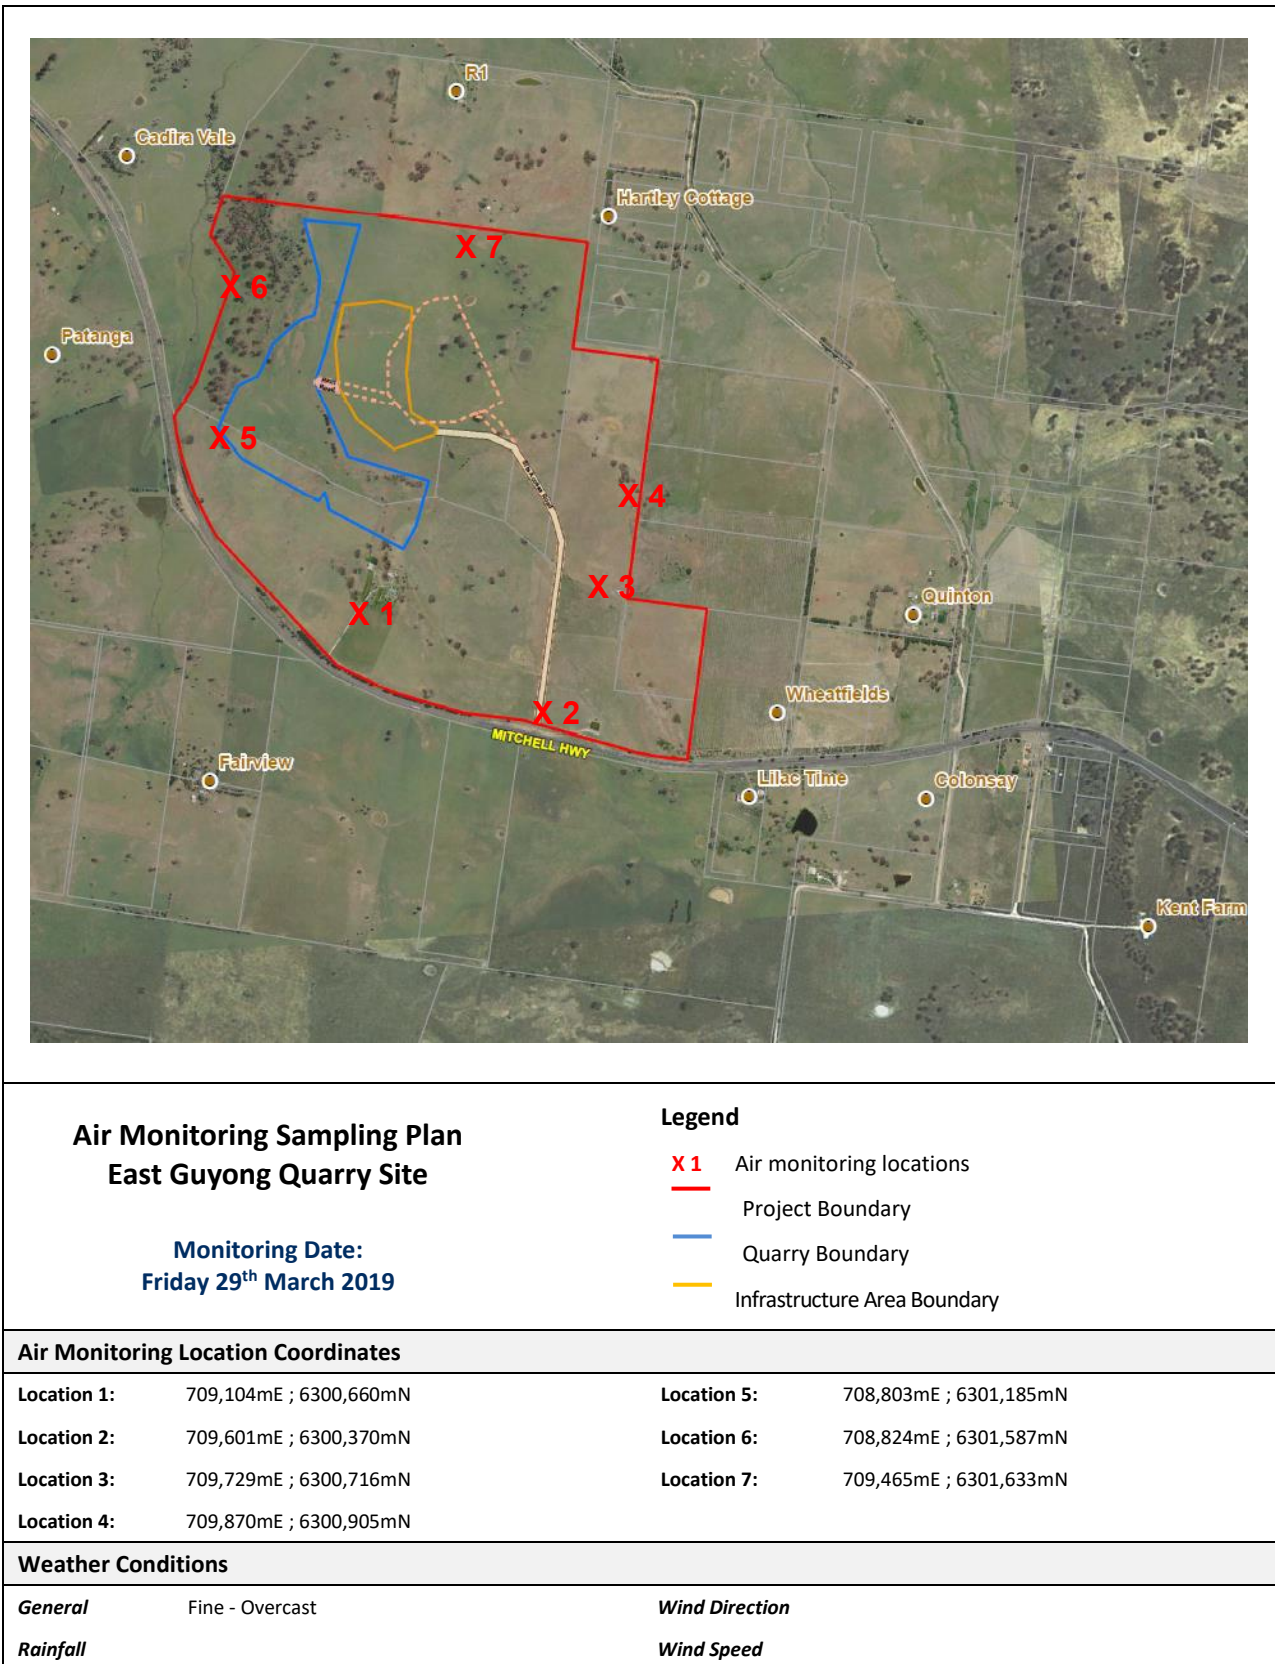 R1
Cadira Vale
Hartley Cottage
X 7
X 6
Patanga
X 5
X 4
X 3
Quinton
X 1
Wheatfields
X 2
MITCHELL HWY
Fairview
Lilac Time
Colonsay
Kent Farm
Air Monitoring Sampling Plan
East Guyong Quarry Site
Monitoring Date:
Friday 29th March 2019
Legend
X 1 Air monitoring locations
Project Boundary
Quarry Boundary
Infrastructure Area Boundary
Air Monitoring Location Coordinates
Location 1: 709,104mE ; 6300,660mN
Location 5: 708,803mE ; 6301,185mN
Location 2: 709,601mE ; 6300,370mN
Location 6: 708,824mE ; 6301,587mN
Location 3: 709,729mE ; 6300,716mN
Location 7: 709,465mE ; 6301,633mN
Location 4: 709,870mE ; 6300,905mN
Weather Conditions
General Fine - Overcast
Wind Direction
Rainfall
Wind Speed